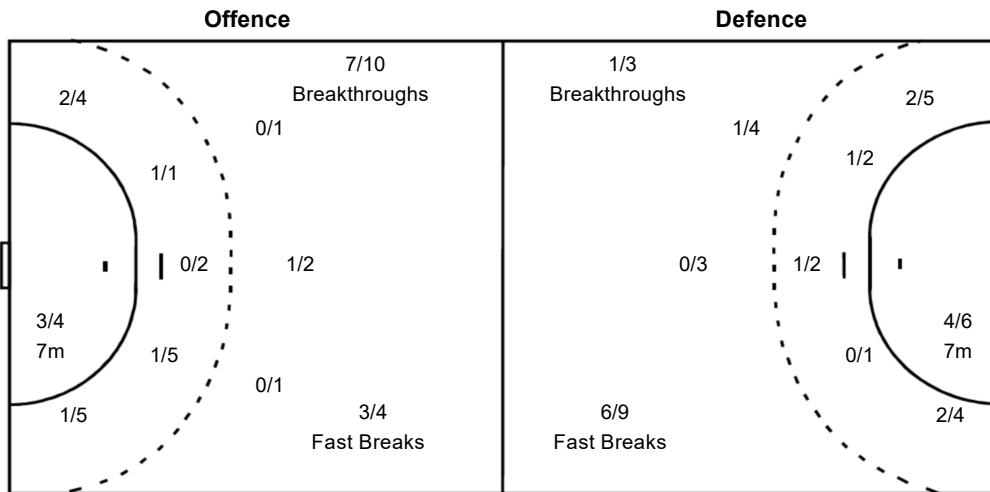 Offence
Defence
7/10
Breakthroughs
1/3
Breakthroughs
2/4
2/5
0/1
1/4
1/1
1/2
0/2
1/2
0/3
1/2
3/4
7m
4/6
7m
1/5
0/1
0/1
1/5
3/4
Fast Breaks
6/9
Fast Breaks
2/4